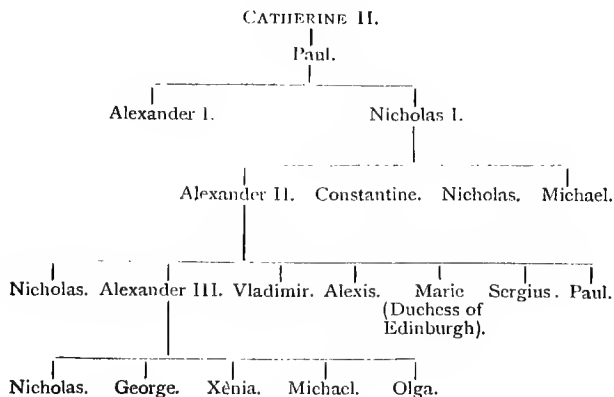 CATHERINE II.
Paul.
Alexander I. Nicholas I.
Alexander II. Constantine. Nicholas. Michael.
Nicholas. Alexander III. Vladimir. Alexis. Marie Sergius. Paul.
(Duchess of
Edinburgh).
Nicholas. George. Xènia. Michael. Olga.